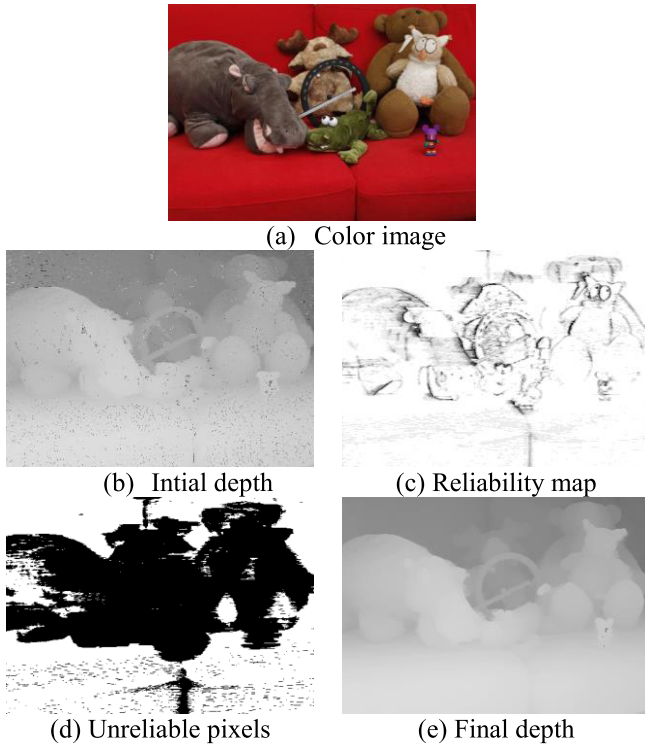 (a) Color image
(b) Intial depth
(c) Reliability map
(d) Unreliable pixels
(e) Final depth